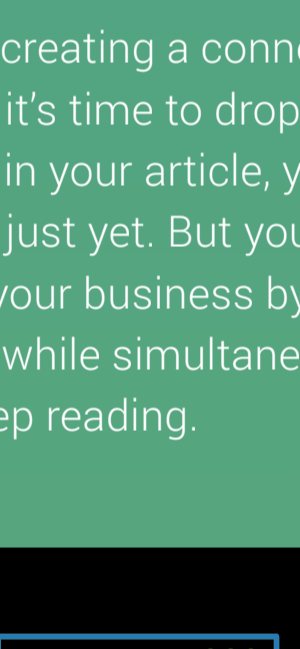 creating a conn
it's time to drop
in your article, y
just yet. But you
your business by
while simultane
ep reading.